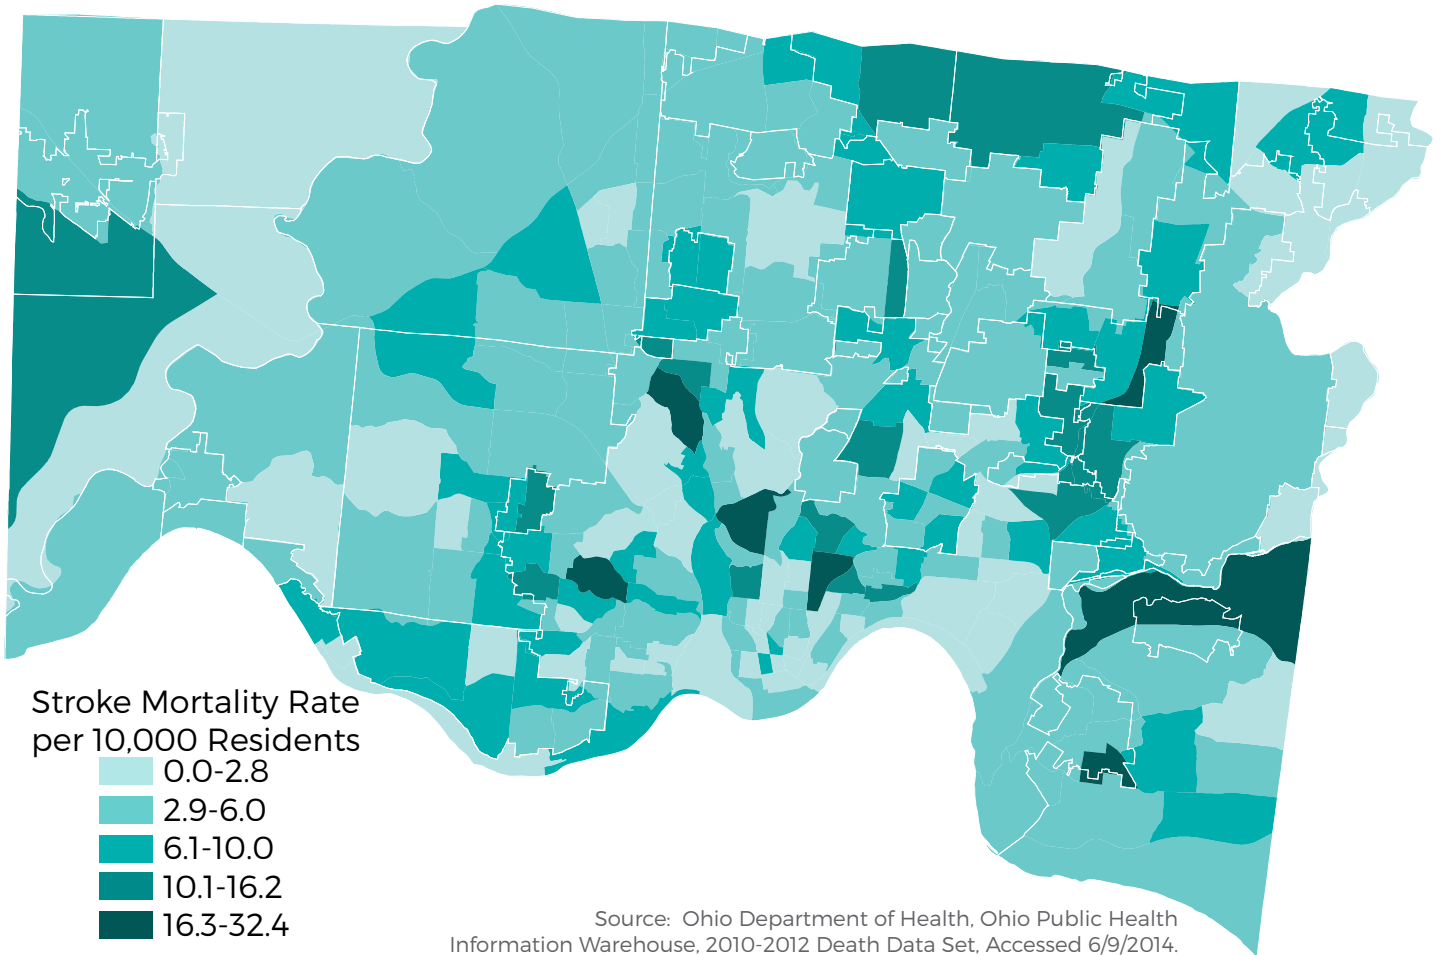 Stroke Mortality Rate
per 10,000 Residents
0.0-2.8
2.9-6.0
6.1-10.0
10.1-16.2
16.3-32.4
Source:  Ohio Department of Health, Ohio Public Health
Information Warehouse, 2010-2012 Death Data Set, Accessed 6/9/2014.